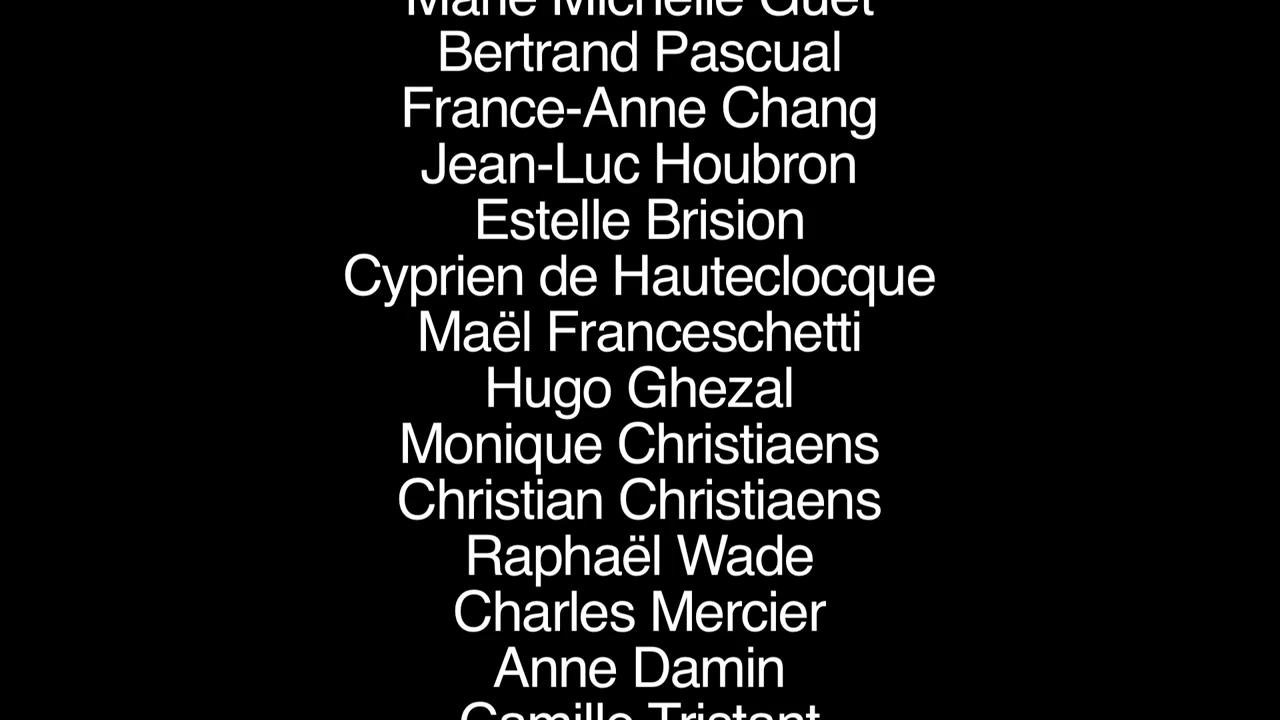 Marie Michelle Guet
Bertrand Pascual
France-Anne Chang
Jean-Luc Houbron
Estelle Brision
Cyprien de Hauteclocque
Maël Franceschetti
Hugo Ghezal
Monique Christiaens
Christian Christiaens
Raphaël Wade
Charles Mercier
Anne Damin
Camille Tristant